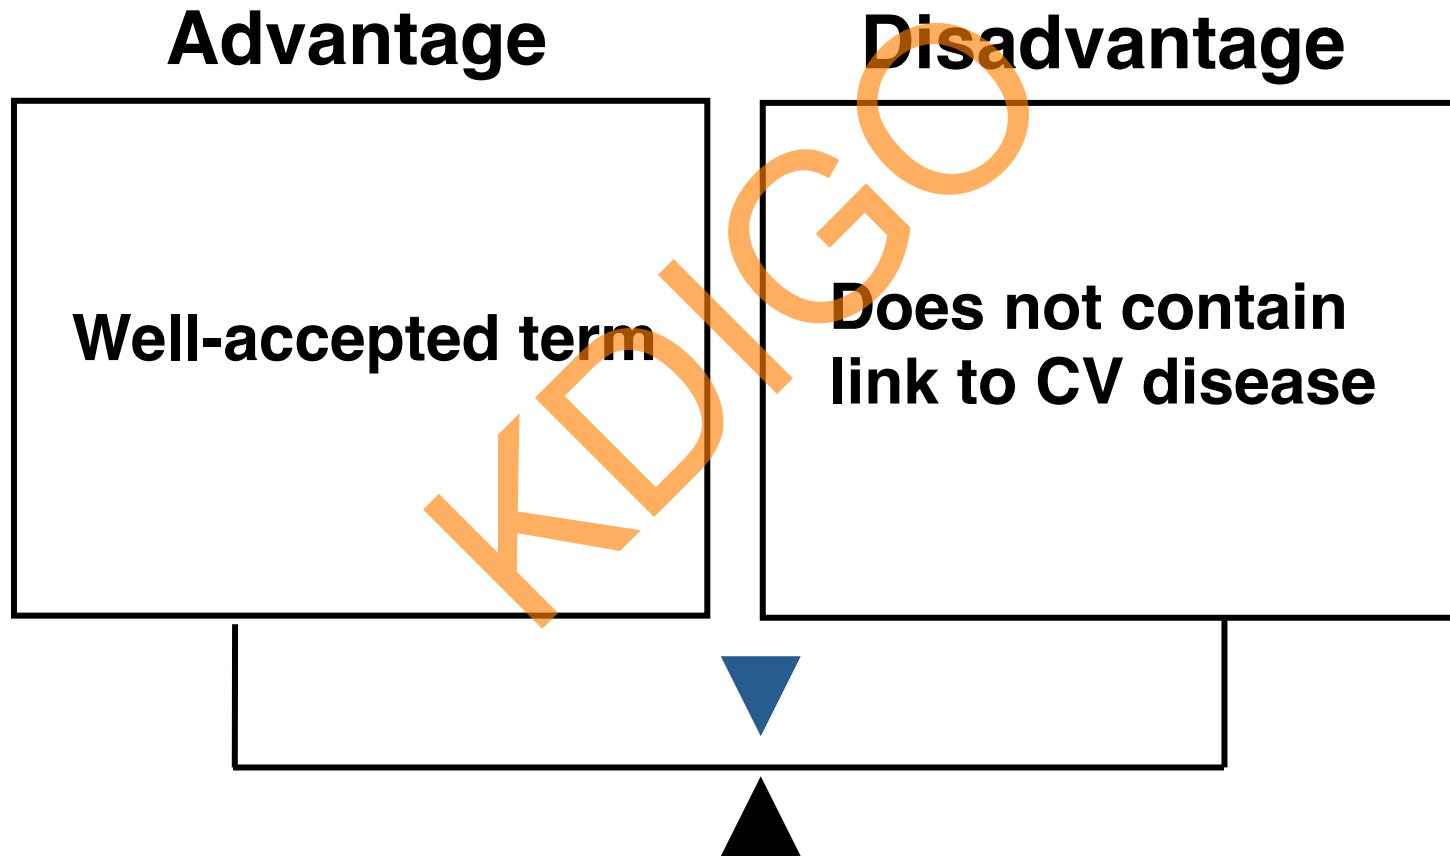 Advantage
Disadvantage
Well-accepted term
Does not contain
link to CV disease
KDIGO